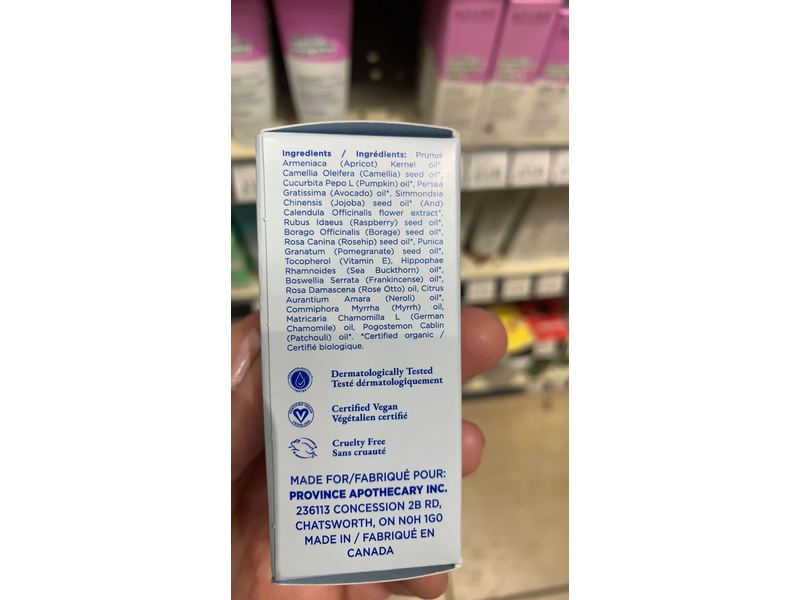 Ingredients / Ingrédients: Prunus
Armeniaca (Apricot) Kernel oil*,
Camellia Oleifera (Camellia) seed oil*,
Cucurbita Pepo L (Pumpkin) oil*, Persea
Gratissima (Avocado) oil*, Simmondsia
Chinensis (Jojoba) seed oil* (And)
Calendula Officinalis flower extract*,
Rubus Idaeus (Raspberry) seed oil*,
Borago Officinalis (Borage) seed oil*,
Rosa Canina (Rosehip) seed oil*, Punica
Granatum (Pomegranate) seed oil*,
Tocopherol (Vitamin E), Hippophae
Rhamnoides (Sea Buckthorn) oil*,
Boswellia Serrata (Frankincense) oil*,
Rosa Damascena (Rose Otto) oil, Citrus
Aurantium Amara (Neroli) oil*,
Commiphora Myrrha (Myrrh) oil,
Matricaria Chamomilla L (German
Chamomile) oil, Pogostemon Cablin
(Patchouli) oil*. *Certified organic /
Certifié biologique.
Dermatologically Tested
Testé dérmatologiquement
Certified Vegan
Végétalien certifié
Cruelty Free
Sans cruauté
MADE FOR/FABRIQUÉ POUR:
PROVINCE APOTHECARY INC.
236113 CONCESSION 2B RD,
CHATSWORTH, ON N0H 1G0
MADE IN / FABRIQUÉ EN
CANADA